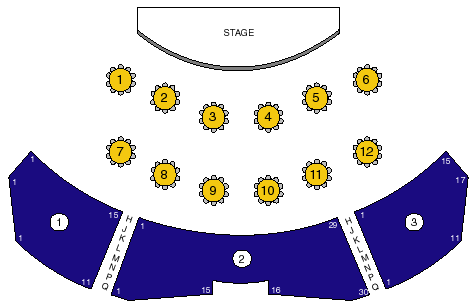 STAGE
1 2 3 4 5 6
7 8 9 10 11 12
1 15
1 17
15 H 1 29 H 1
J J
K K
1 1 L 2 L 3 11
M M
N N
P P
11 Q 1 15 16 30 Q 1